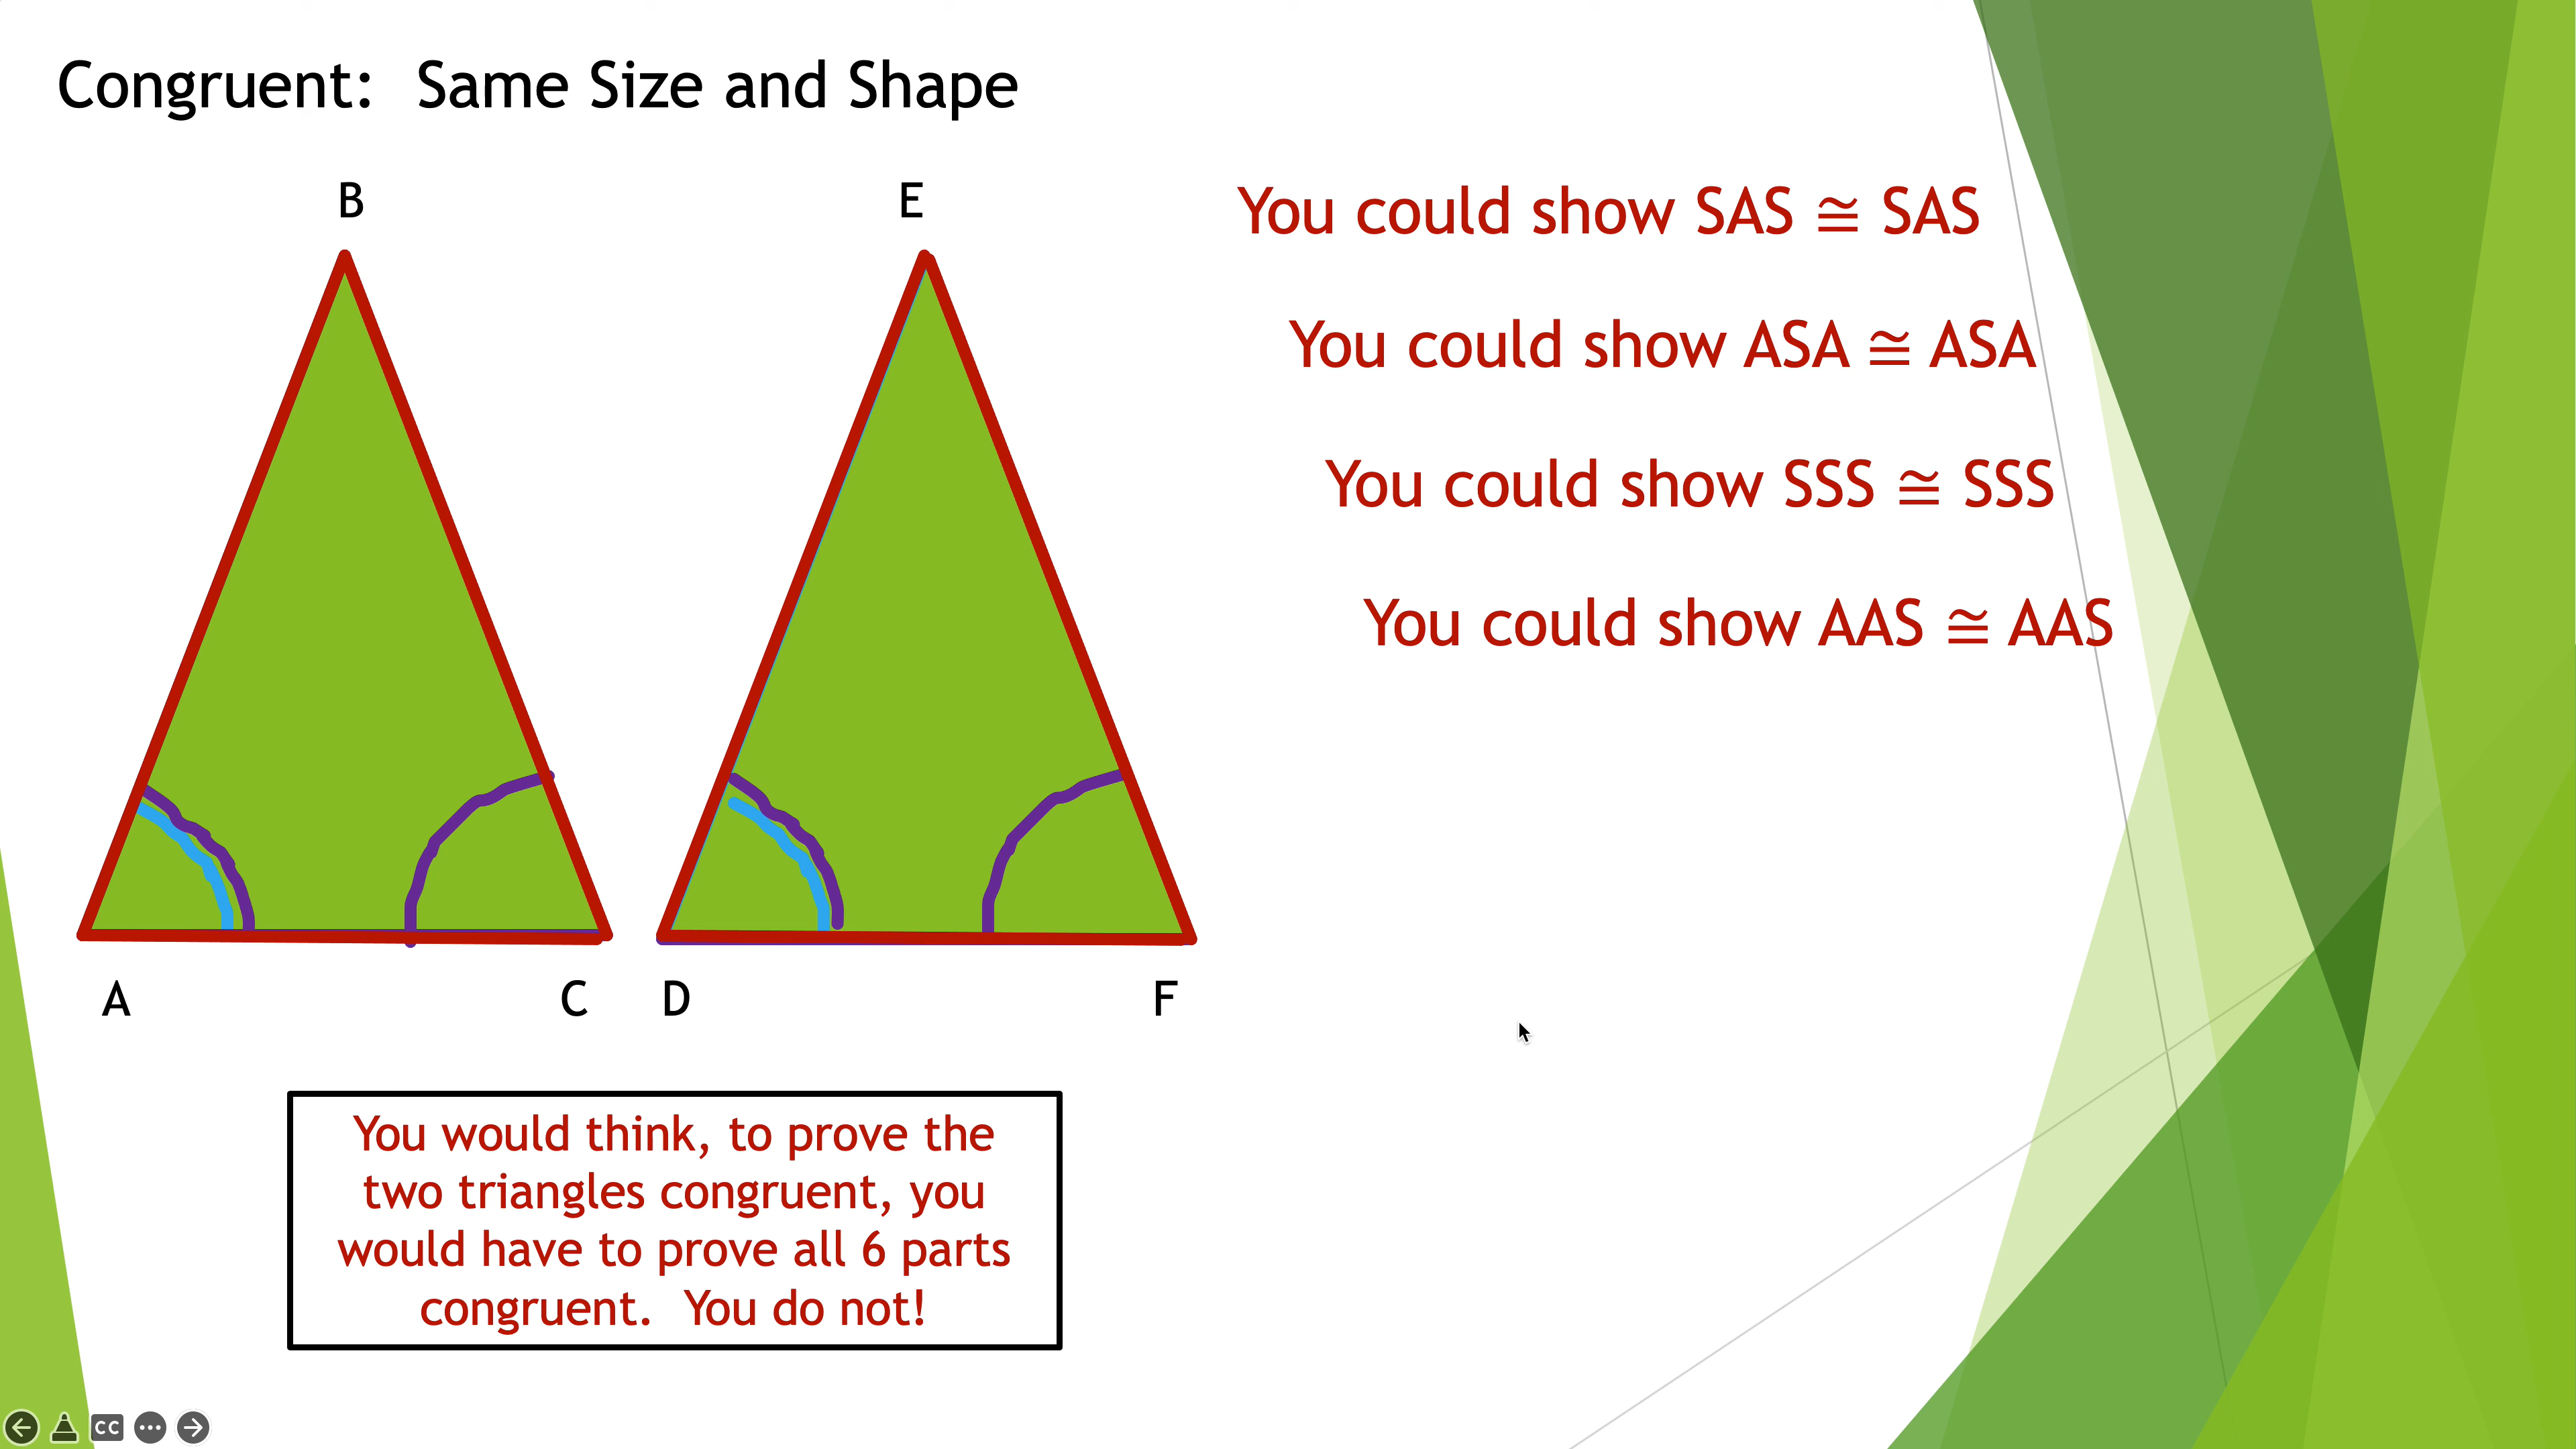 Congruent:  Same Size and Shape
B
E
You could show SAS ≅ SAS
You could show ASA ≅ ASA
You could show SSS ≅ SSS
You could show AAS ≅ AAS
A
C
D
F
You would think, to prove the
two triangles congruent, you
would have to prove all 6 parts
congruent.  You do not!
CC